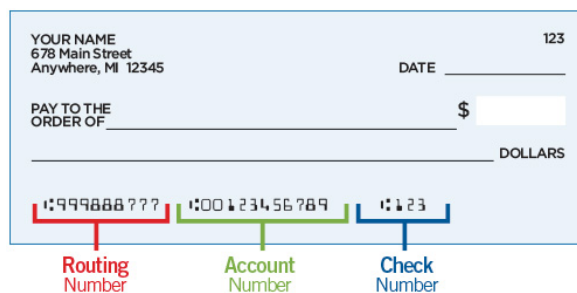 YOUR NAME 123
678 Main Street
Anywhere, MI 12345 DATE
PAY TO THE
ORDER OF $
DOLLARS
⑆999888777 ⑆00123456789 ⑆123
Routing Account Check
Number Number Number